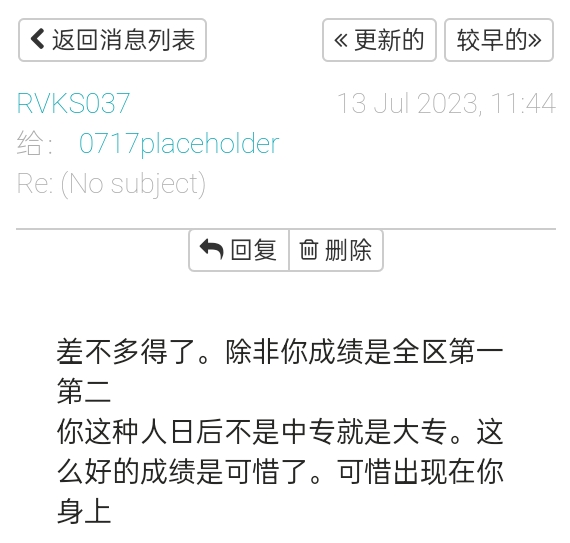 返回消息列表 « 更新的 较早的»
RVKS037 13 Jul 2023, 11:44
给： 0717placeholder
Re: (No subject)
回复 删除
差不多得了。除非你成绩是全区第一
第二
你这种人日后不是中专就是大专。这
么好的成绩是可惜了。可惜出现在你
身上